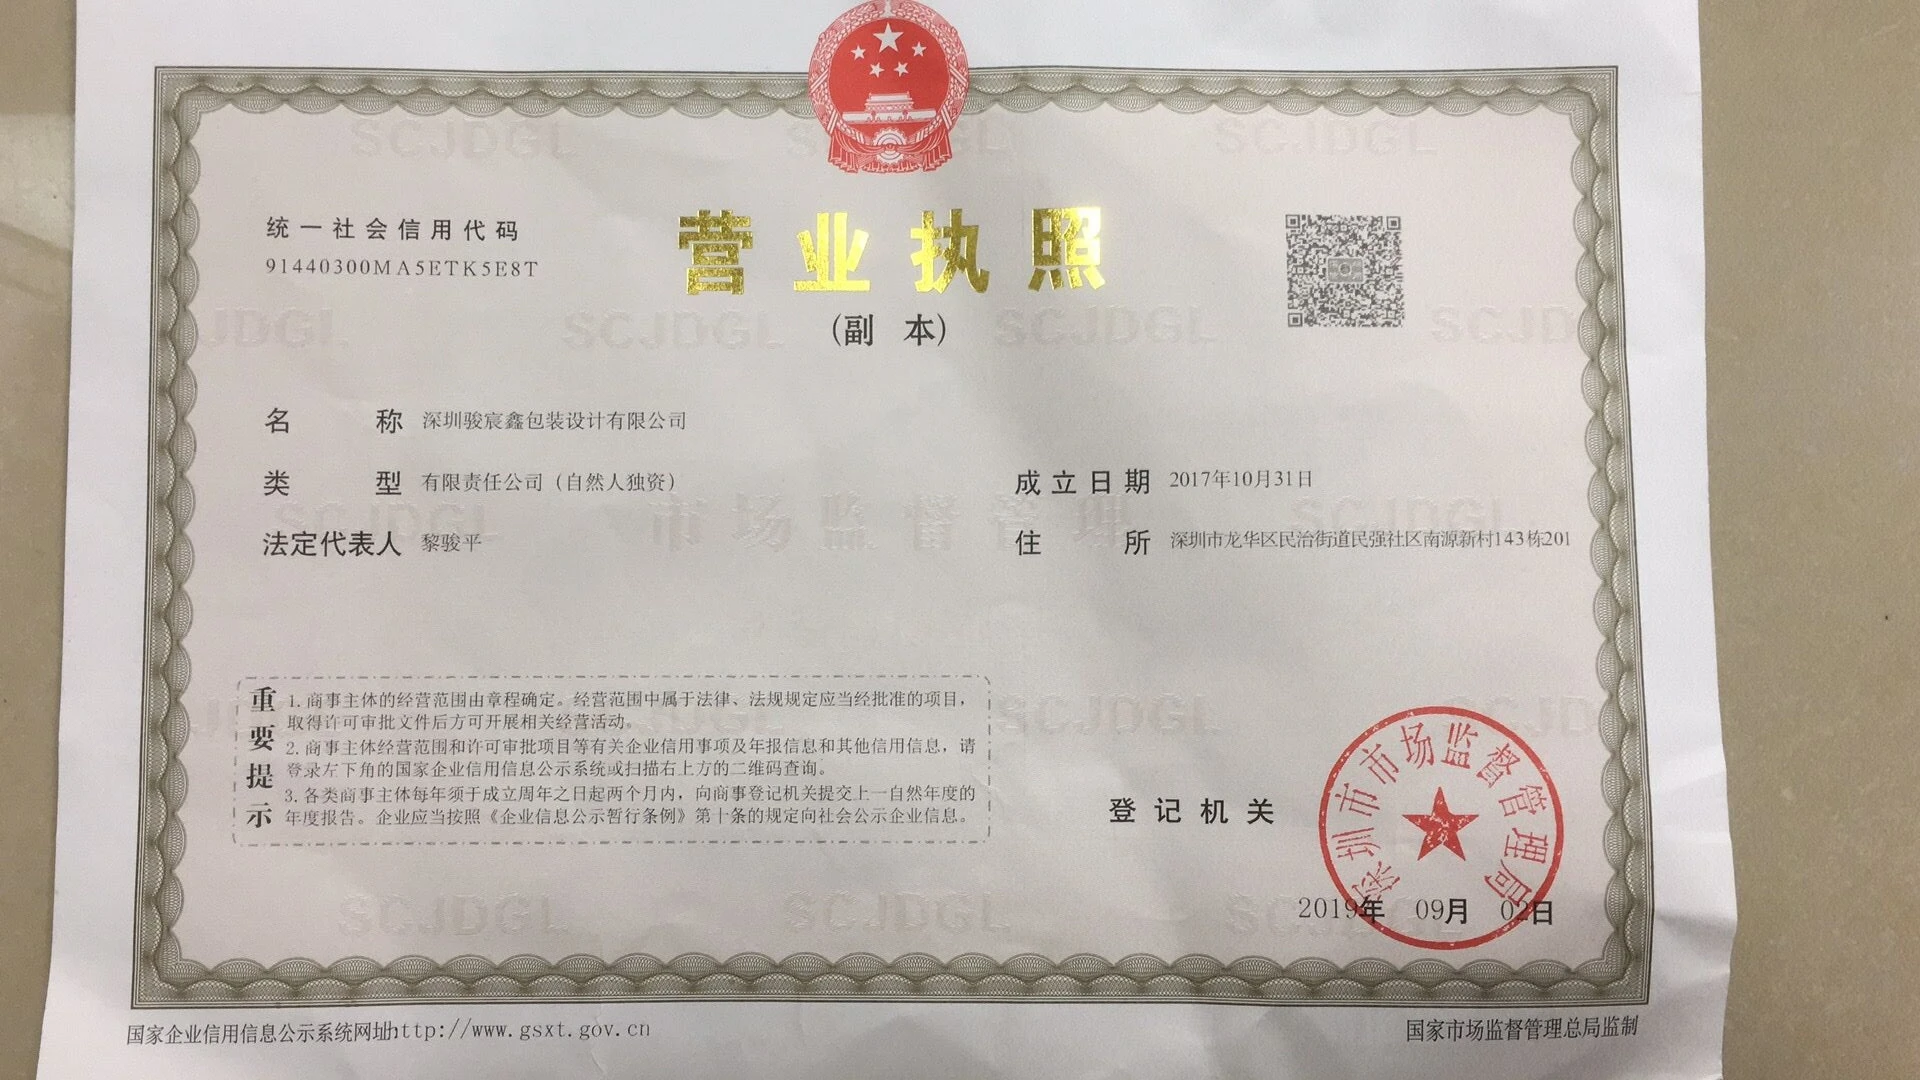 统一社会信用代码
91440300MA5ETK5E8T
营业执照
(副 本)
名 称 深圳骏宸鑫包装设计有限公司
类 型 有限责任公司（自然人独资）
成立日期 2017年10月31日
法定代表人 黎骏平
住 所 深圳市龙华区民治街道民强社区南源新村143栋201
重要提示
1. 商事主体的经营范围由章程确定。经营范围中属于法律、法规规定应当经批准的项目，
取得许可审批文件后方可开展相关经营活动。
2. 商事主体经营范围和许可审批项目等有关企业信用事项及年报信息和其他信用信息，请
登录左下角的国家企业信用信息公示系统或扫描右上方的二维码查询。
3. 各类商事主体每年须于成立周年之日起两个月内，向商事登记机关提交上一自然年度的
年度报告。企业应当按照《企业信息公示暂行条例》第十条的规定向社会公示企业信息。
登记机关
深圳市市场监督管理局
2019年 09月 02日
国家企业信用信息公示系统网址http://www.gsxt.gov.cn
国家市场监督管理总局监制
SCJDGL
市场监督管理